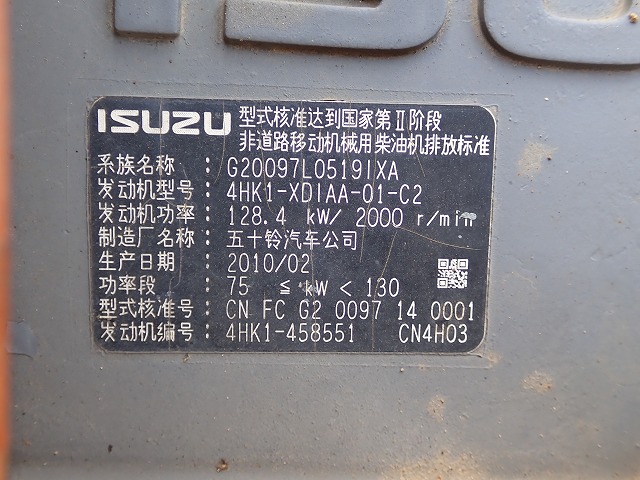 ISUZU 型式核准达到国家第Ⅱ阶段
非道路移动机械用柴油机排放标准
系族名称 : G20097L0519IXA
发动机型号 : 4HK1-XDIAA-01-C2
发动机功率 : 128.4 kW/ 2000 r/min
制造厂名称 : 五十铃汽车公司
生产日期 : 2010/02
功率段 : 75 ≦ kW < 130
型式核准号 : CN FC G2 0097 14 0001
发动机编号 : 4HK1-458551 CN4H03